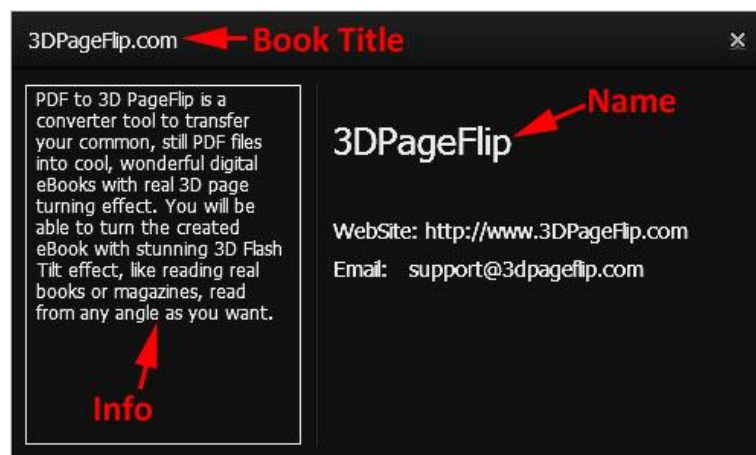 3DPageFlip.com
Book Title
PDF to 3D PageFlip is a
converter tool to transfer
your common, still PDF files
into cool, wonderful digital
eBooks with real 3D page
turning effect. You will be
able to turn the created
eBook with stunning 3D Flash
Tilt effect, like reading real
books or magazines, read
from any angle as you want.
Info
Name
3DPageFlip
WebSite: http://www.3DPageFlip.com
Email: support@3dpageflip.com